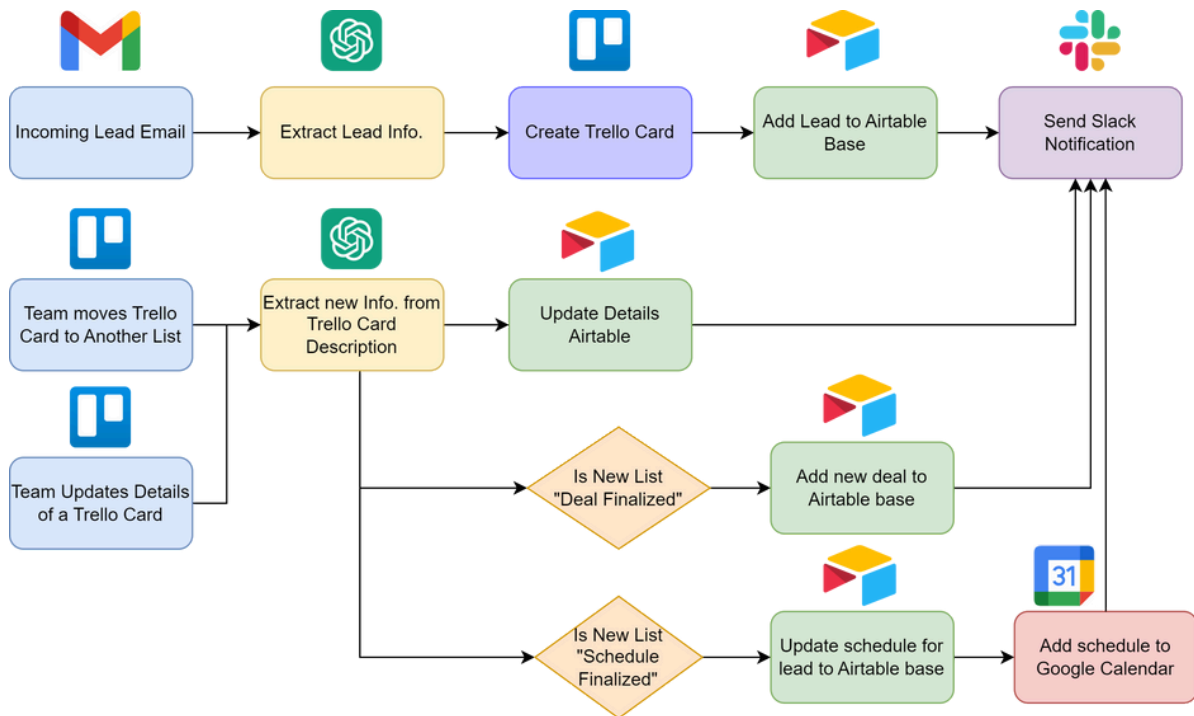 Incoming Lead Email
Extract Lead Info.
Create Trello Card
Add Lead to Airtable
Base
Send Slack
Notification
Team moves Trello
Card to Another List
Extract new Info. from
Trello Card
Description
Update Details
Airtable
Team Updates Details
of a Trello Card
Is New List
"Deal Finalized"
Add new deal to
Airtable base
31
Is New List
"Schedule
Finalized"
Update schedule for
lead to Airtable base
Add schedule to
Google Calendar